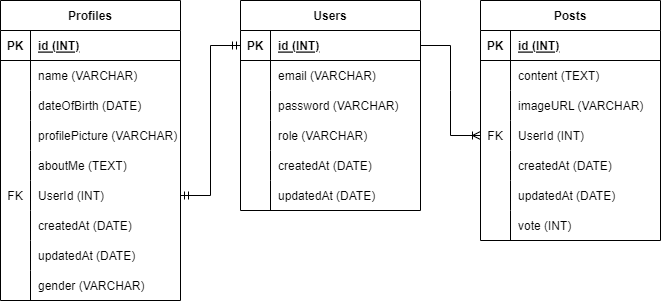 Profiles
PK id (INT)
name (VARCHAR)
dateOfBirth (DATE)
profilePicture (VARCHAR)
aboutMe (TEXT)
FK UserId (INT)
createdAt (DATE)
updatedAt (DATE)
gender (VARCHAR)
Users
PK id (INT)
email (VARCHAR)
password (VARCHAR)
role (VARCHAR)
createdAt (DATE)
updatedAt (DATE)
Posts
PK id (INT)
content (TEXT)
imageURL (VARCHAR)
FK UserId (INT)
createdAt (DATE)
updatedAt (DATE)
vote (INT)